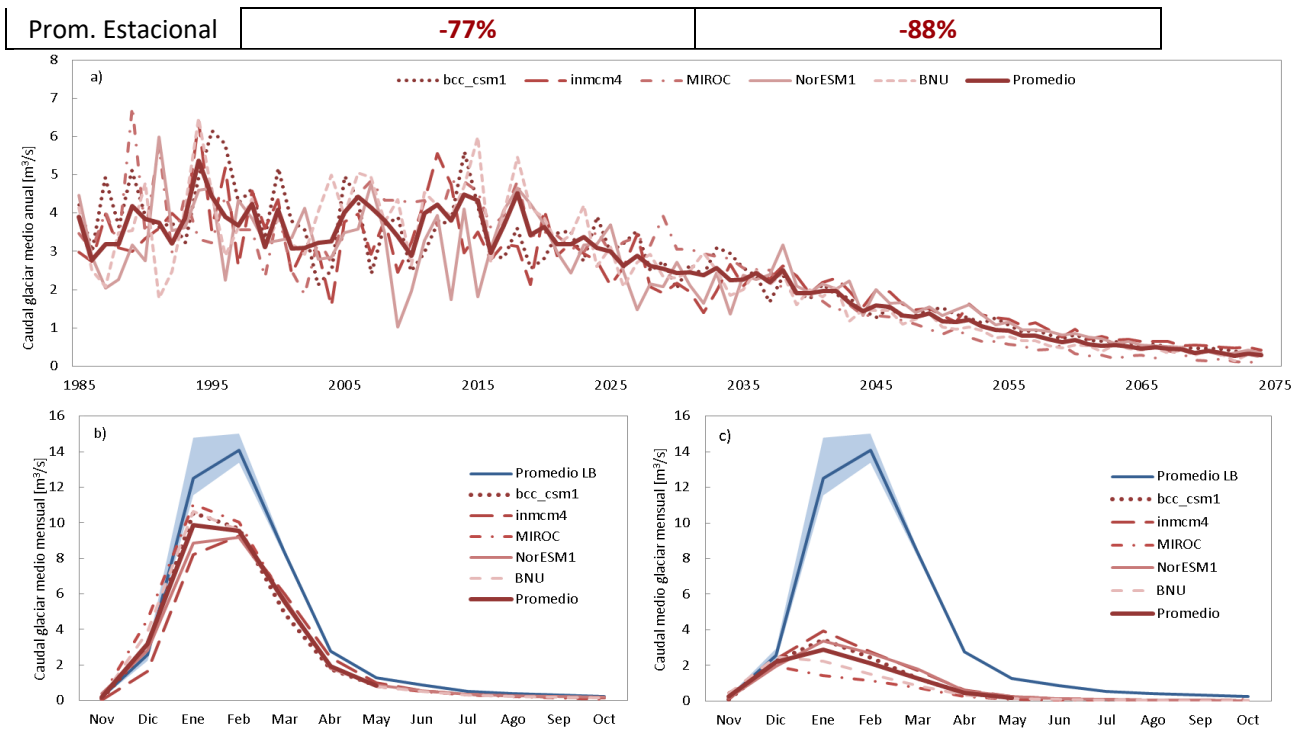 Prom. Estacional -77% -88%
a)
bcc_csm1 inmcm4 MIROC NorESM1 BNU Promedio
Caudal glaciar medio anual [m³/s]
8
7
6
5
4
3
2
1
0
1985 1995 2005 2015 2025 2035 2045 2055 2065 2075
b)
Caudal glaciar medio mensual [m³/s]
16
14
12
10
8
6
4
2
0
Promedio LB
bcc_csm1
inmcm4
MIROC
NorESM1
BNU
Promedio
Nov Dic Ene Feb Mar Abr May Jun Jul Ago Sep Oct
c)
Caudal medio glaciar mensual [m³/s]
16
14
12
10
8
6
4
2
0
Promedio LB
bcc_csm1
inmcm4
MIROC
NorESM1
BNU
Promedio
Nov Dic Ene Feb Mar Abr May Jun Jul Ago Sep Oct